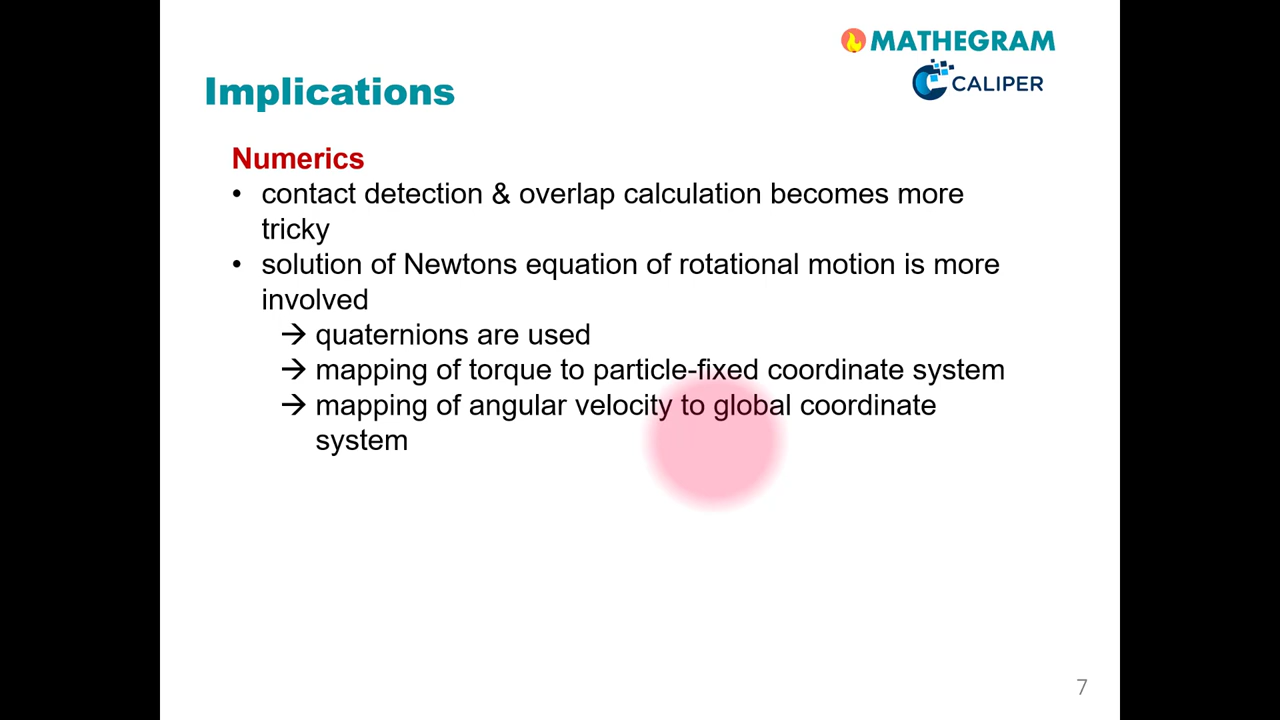 MATHEGRAM
CALIPER
Implications
Numerics
• contact detection & overlap calculation becomes more
tricky
• solution of Newtons equation of rotational motion is more
involved
→ quaternions are used
→ mapping of torque to particle-fixed coordinate system
→ mapping of angular velocity to global coordinate
system
7